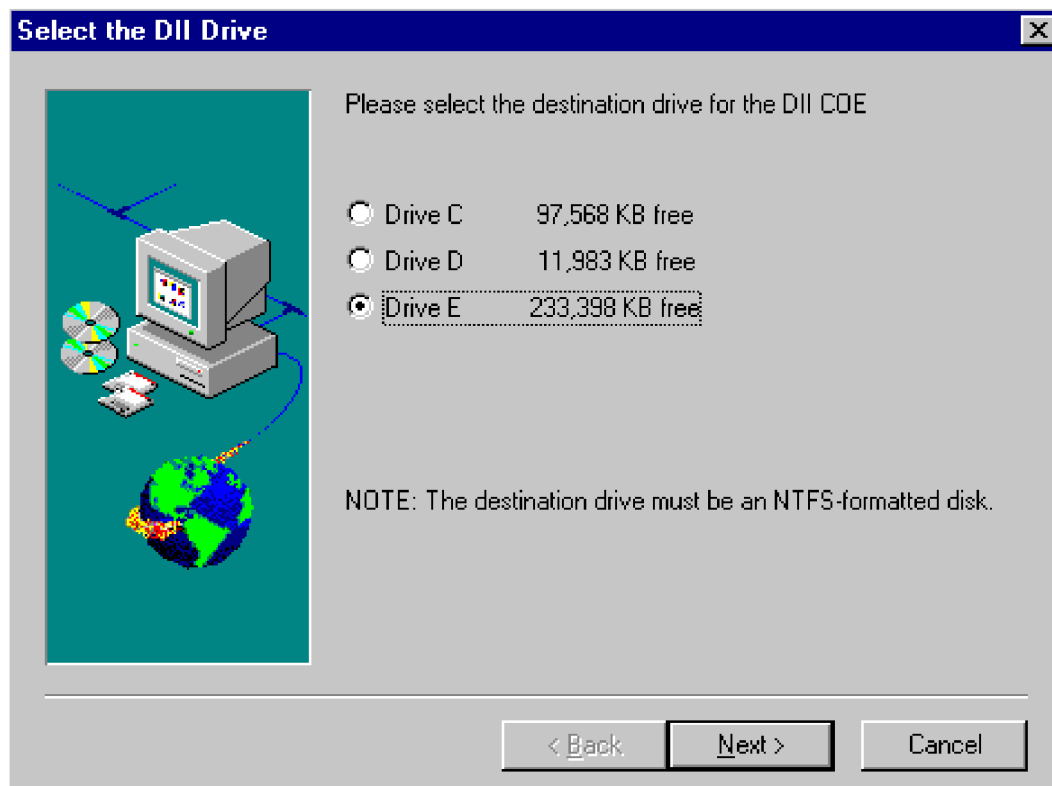 Select the DII Drive
Please select the destination drive for the DII COE
Drive C 97,568 KB free
Drive D 11,983 KB free
Drive E 233,398 KB free
NOTE: The destination drive must be an NTFS-formatted disk.
< Back Next > Cancel